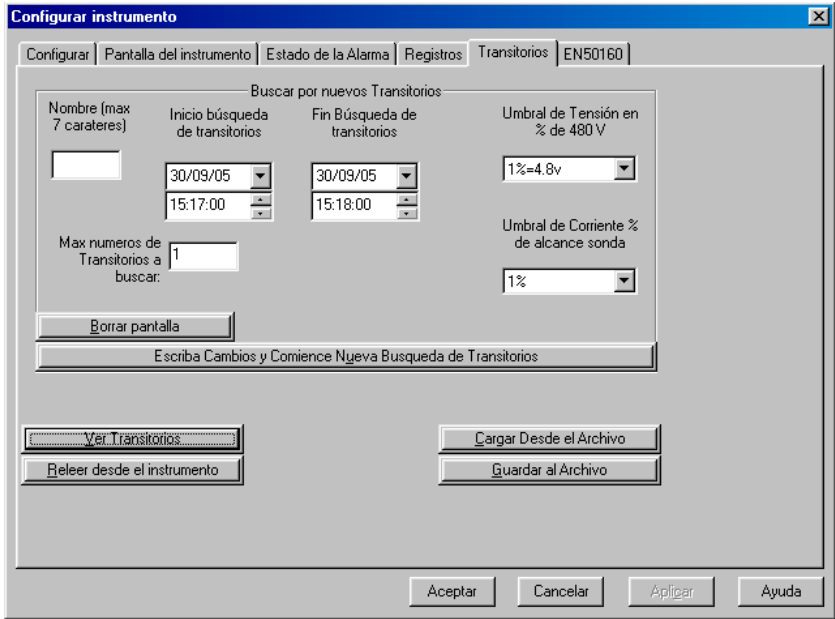 Configurar instrumento
Configurar Pantalla del instrumento Estado de la Alarma Registros Transitorios EN50160
Buscar por nuevos Transitorios
Nombre (max
7 carateres)
Inicio búsqueda
de transitorios
Fin Búsqueda de
transitorios
Umbral de Tensión en
% de 480 V
30/09/05
15:17:00
30/09/05
15:18:00
1%=4.8v
Max numeros de
Transitorios a
buscar:
1
Umbral de Corriente %
de alcance sonda
1%
Borrar pantalla
Escriba Cambios y Comience Nueva Busqueda de Transitorios
Ver Transitorios
Cargar Desde el Archivo
Releer desde el instrumento
Guardar al Archivo
Aceptar Cancelar Aplicar Ayuda